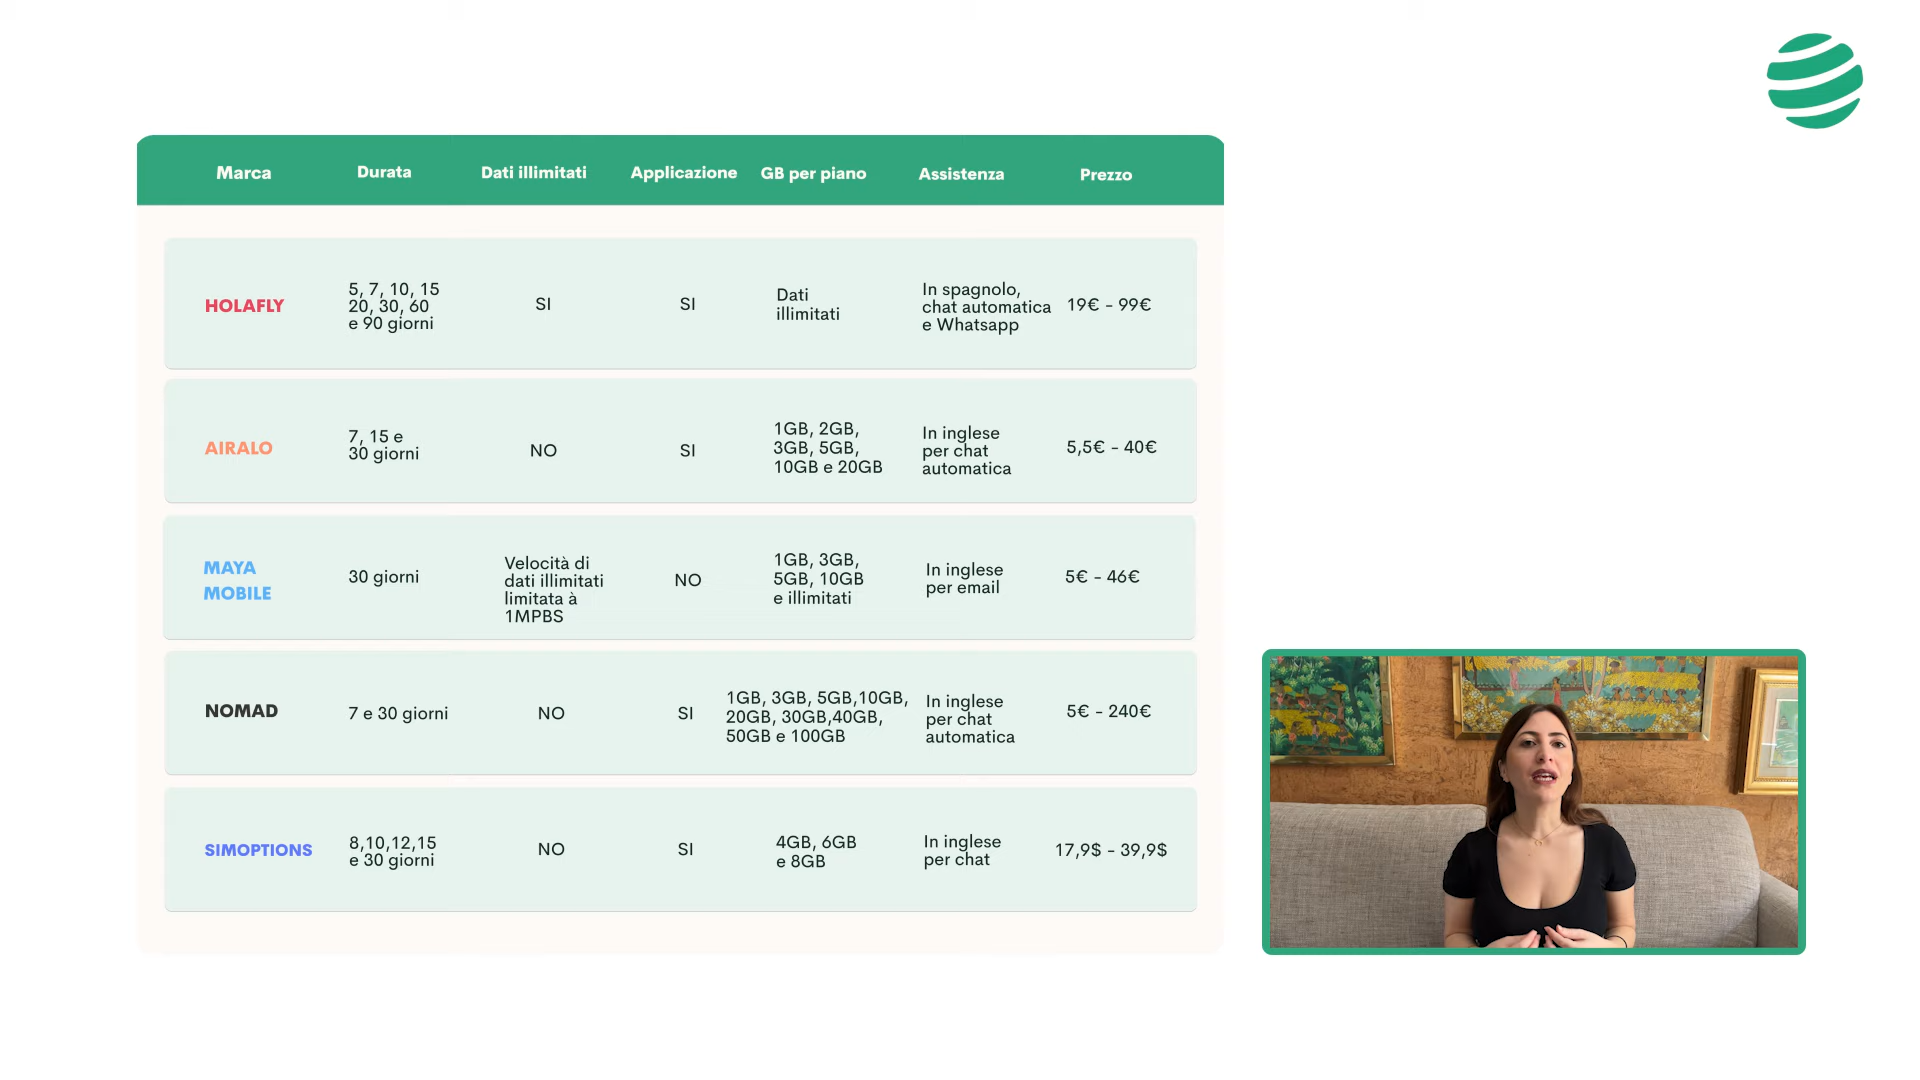 Marca Durata Dati illimitati Applicazione GB per piano Assistenza Prezzo
HOLAFLY
5, 7, 10, 15
20, 30, 60
e 90 giorni
SI
SI
Dati
illimitati
In spagnolo,
chat automatica
e Whatsapp
19€ - 99€
AIRALO
7, 15 e
30 giorni
NO
SI
1GB, 2GB,
3GB, 5GB,
10GB e 20GB
In inglese
per chat
automatica
5,5€ - 40€
MAYA
MOBILE
30 giorni
Velocità di
dati illimitati
limitata à
1MPBS
NO
1GB, 3GB,
5GB, 10GB
e illimitati
In inglese
per email
5€ - 46€
NOMAD
7 e 30 giorni
NO
SI
1GB, 3GB, 5GB,10GB,
20GB, 30GB,40GB,
50GB e 100GB
In inglese
per chat
automatica
5€ - 240€
SIMOPTIONS
8,10,12,15
e 30 giorni
NO
SI
4GB, 6GB
e 8GB
In inglese
per chat
17,9$ - 39,9$